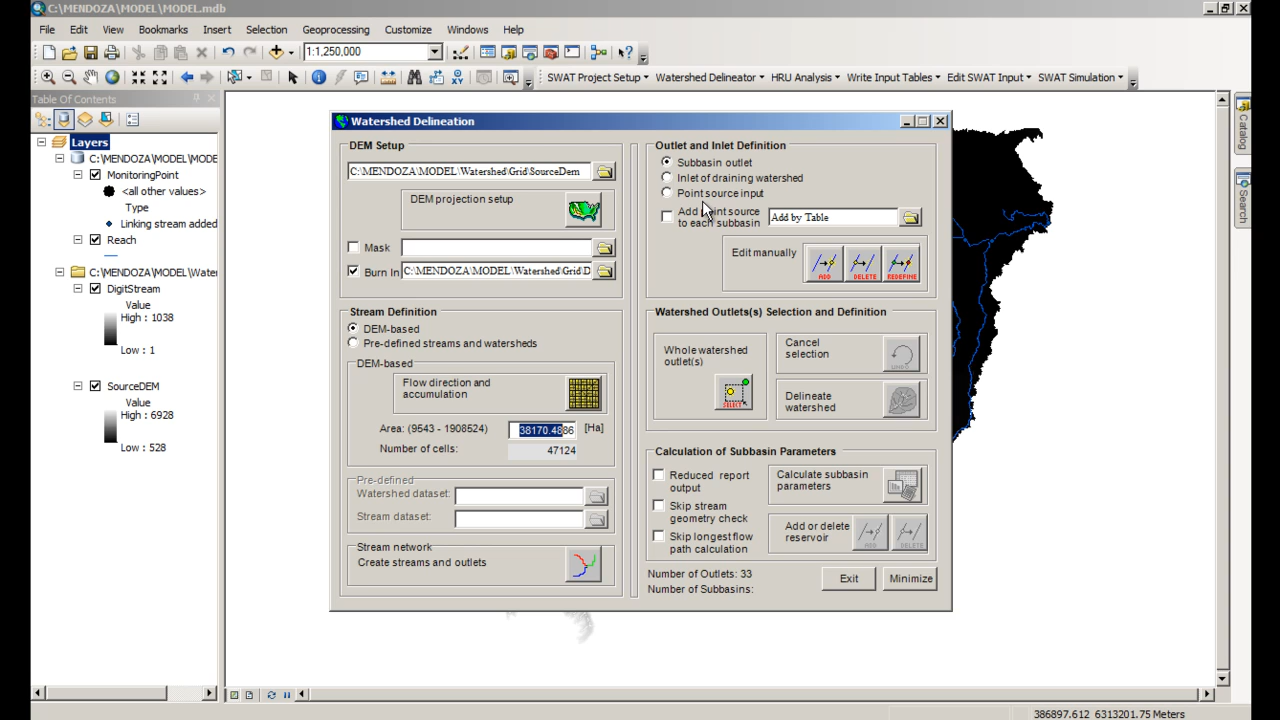 C:\MENDOZA\MODEL\MODEL.mdb
File Edit View Bookmarks Insert Selection Geoprocessing Customize Windows Help
1:1,250,000
SWAT Project Setup Watershed Delineator HRU Analysis Write Input Tables Edit SWAT Input SWAT Simulation
Table Of Contents
Layers
C:\MENDOZA\MODEL\MODE
MonitoringPoint
<all other values>
Type
Linking stream added
Reach
C:\MENDOZA\MODEL\Water
DigitStream
Value
High : 1038
Low : 1
SourceDEM
Value
High : 6928
Low : 528
Watershed Delineation
DEM Setup
C:\MENDOZA\MODEL\Watershed\Grid\SourceDem
DEM projection setup
Mask
Burn In C:\MENDOZA\MODEL\Watershed\Grid\D
Stream Definition
DEM-based
Pre-defined streams and watersheds
DEM-based
Flow direction and
accumulation
Area: (9543 - 1908524) 38170.4886 [Ha]
Number of cells: 47124
Pre-defined
Watershed dataset:
Stream dataset:
Stream network
Create streams and outlets
Outlet and Inlet Definition
Subbasin outlet
Inlet of draining watershed
Point source input
Add point source
to each subbasin
Add by Table
Edit manually
ADD DELETE REDEFINE
Watershed Outlets(s) Selection and Definition
Whole watershed
outlet(s)
SELECT
Cancel
selection
UNDO
Delineate
watershed
Calculation of Subbasin Parameters
Reduced report
output
Skip stream
geometry check
Skip longest flow
path calculation
Calculate subbasin
parameters
Add or delete
reservoir
ADD DELETE
Number of Outlets: 33
Number of Subbasins:
Exit
Minimize
Catalog
Search
386897.612 6313201.75 Meters